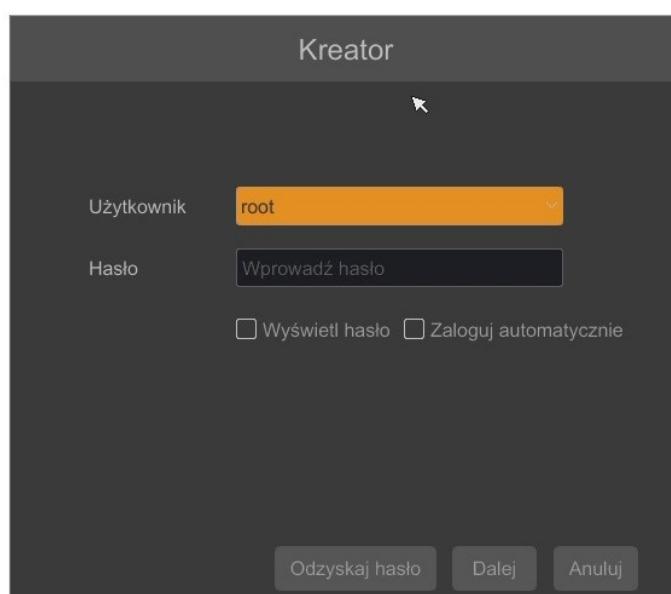 Kreator
Użytkownik root
Hasło Wprowadź hasło
Wyświetl hasło Zaloguj automatycznie
Odzyskaj hasło Dalej Anuluj